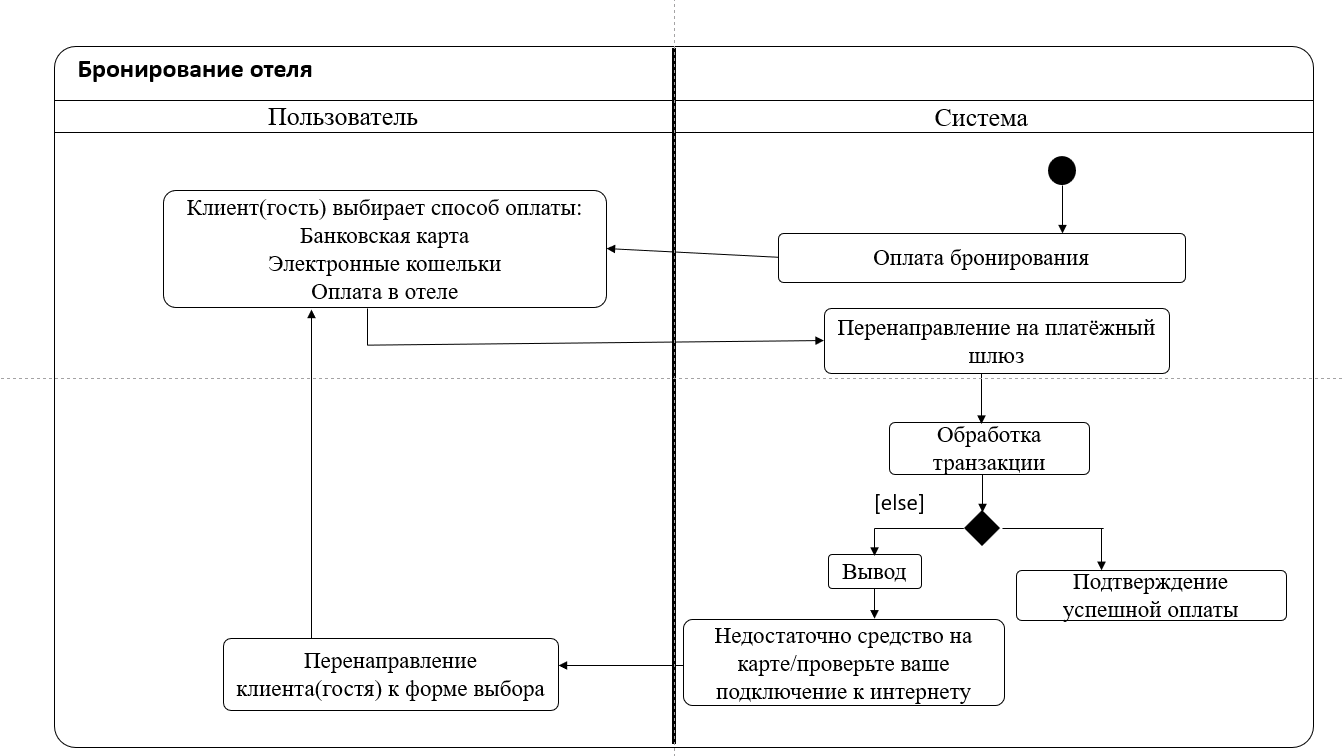 Бронирование отеля
Пользователь
Система
Клиент(гость) выбирает способ оплаты:
Банковская карта
Электронные кошельки
Оплата в отеле
Оплата бронирования
Перенаправление на платёжный
шлюз
Обработка
транзакции
[else]
Вывод
Подтверждение
успешной оплаты
Недостаточно средство на
карте/проверьте ваше
подключение к интернету
Перенаправление
клиента(гостя) к форме выбора